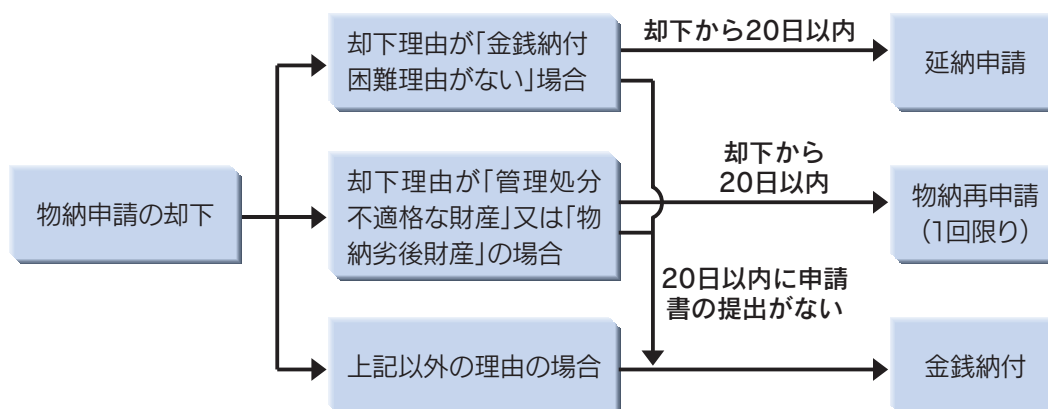 物納申請の却下
却下理由が「金銭納付
困難理由がない」場合
却下から20日以内
延納申請
却下理由が「管理処分
不適格な財産」又は「物
納劣後財産」の場合
却下から
20日以内
物納再申請
（1回限り）
20日以内に申請
書の提出がない
上記以外の理由の場合
金銭納付